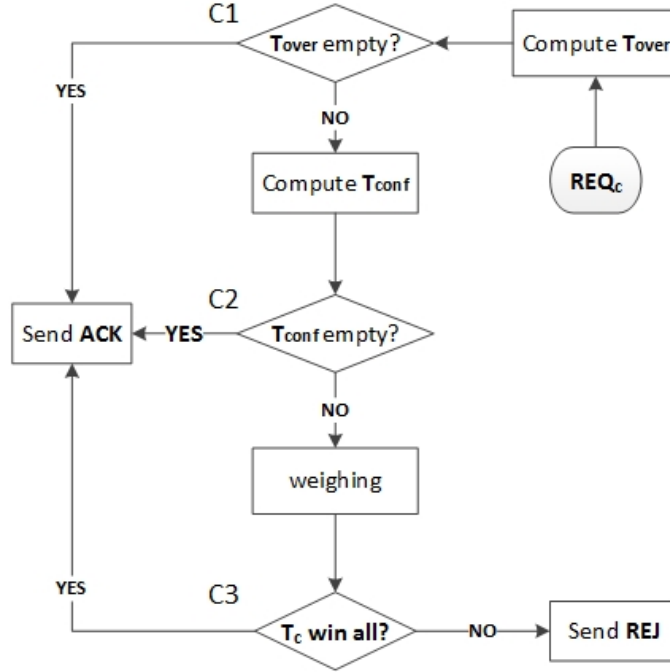 C1
Tover empty?
Compute Tover
YES
NO
REQc
Compute Tconf
C2
Send ACK
YES
Tconf empty?
NO
weighing
YES
C3
Tc win all?
NO
Send REJ